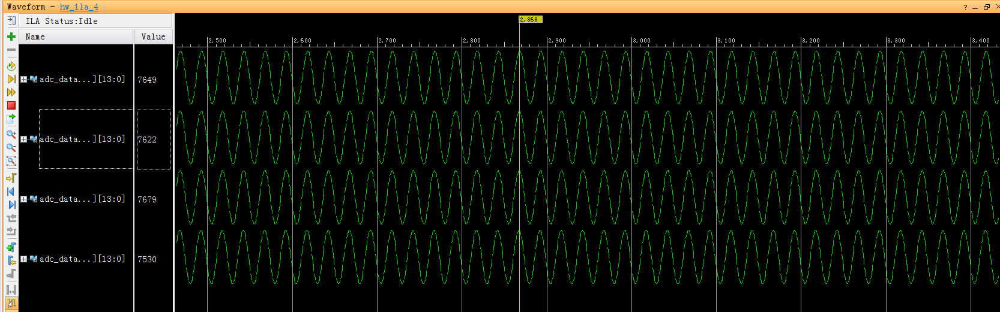 Waveform - hw_ila_4
?
ILA Status:Idle
Name Value
2,868
2,500 2,600 2,700 2,800 2,900 3,000 3,100 3,200 3,300 3,400
adc_data...][13:0] 7649
adc_data...][13:0] 7622
adc_data...][13:0] 7679
adc_data...][13:0] 7530